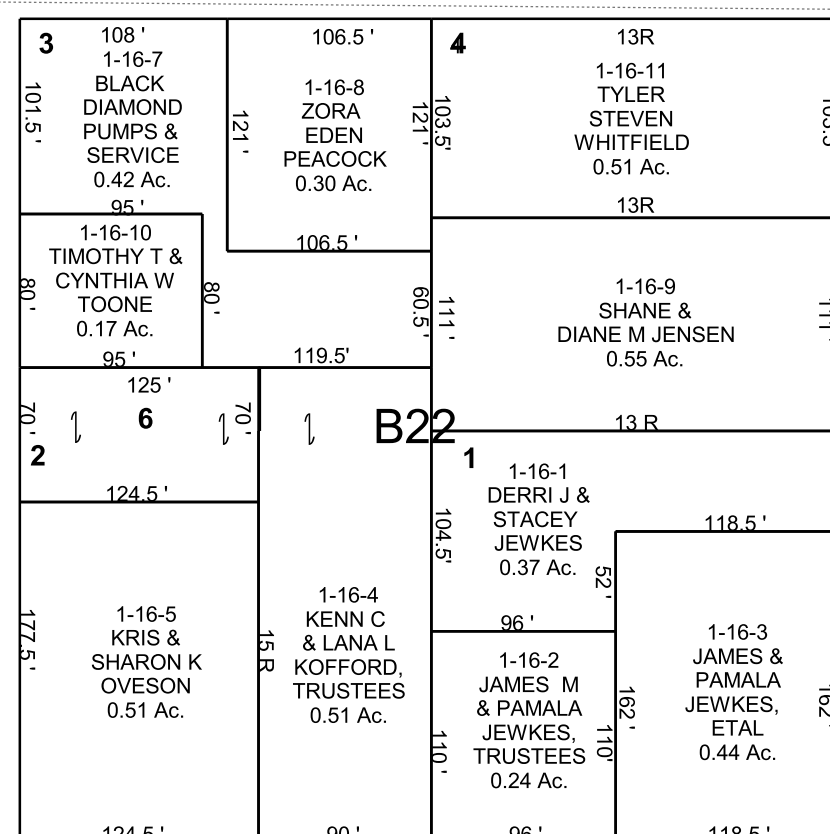 3
108 '
1-16-7
BLACK
DIAMOND
PUMPS &
SERVICE
0.42 Ac.
101.5 '
95 '
106.5 '
1-16-8
ZORA
EDEN
PEACOCK
0.30 Ac.
121 '
121 '
106.5 '
4
13R
1-16-11
TYLER
STEVEN
WHITFIELD
0.51 Ac.
103.5'
13R
1-16-10
TIMOTHY T &
CYNTHIA W
TOONE
0.17 Ac.
80 '
80 '
95 '
60.5 '
119.5'
1-16-9
SHANE &
DIANE M JENSEN
0.55 Ac.
111 '
13 R
125 '
70 '
6
70 '
2
124.5 '
B22
1
1-16-1
DERRI J &
STACEY
JEWKES
0.37 Ac.
104.5'
52 '
96 '
118.5 '
1-16-5
KRIS &
SHARON K
OVESON
0.51 Ac.
177.5 '
15 R
1-16-4
KENN C
& LANA L
KOFFORD,
TRUSTEES
0.51 Ac.
1-16-2
JAMES M
& PAMALA
JEWKES,
TRUSTEES
0.24 Ac.
110 '
110'
1-16-3
JAMES &
PAMALA
JEWKES,
ETAL
0.44 Ac.
162 '
162 '
124.5 '
90 '
96 '
118.5 '